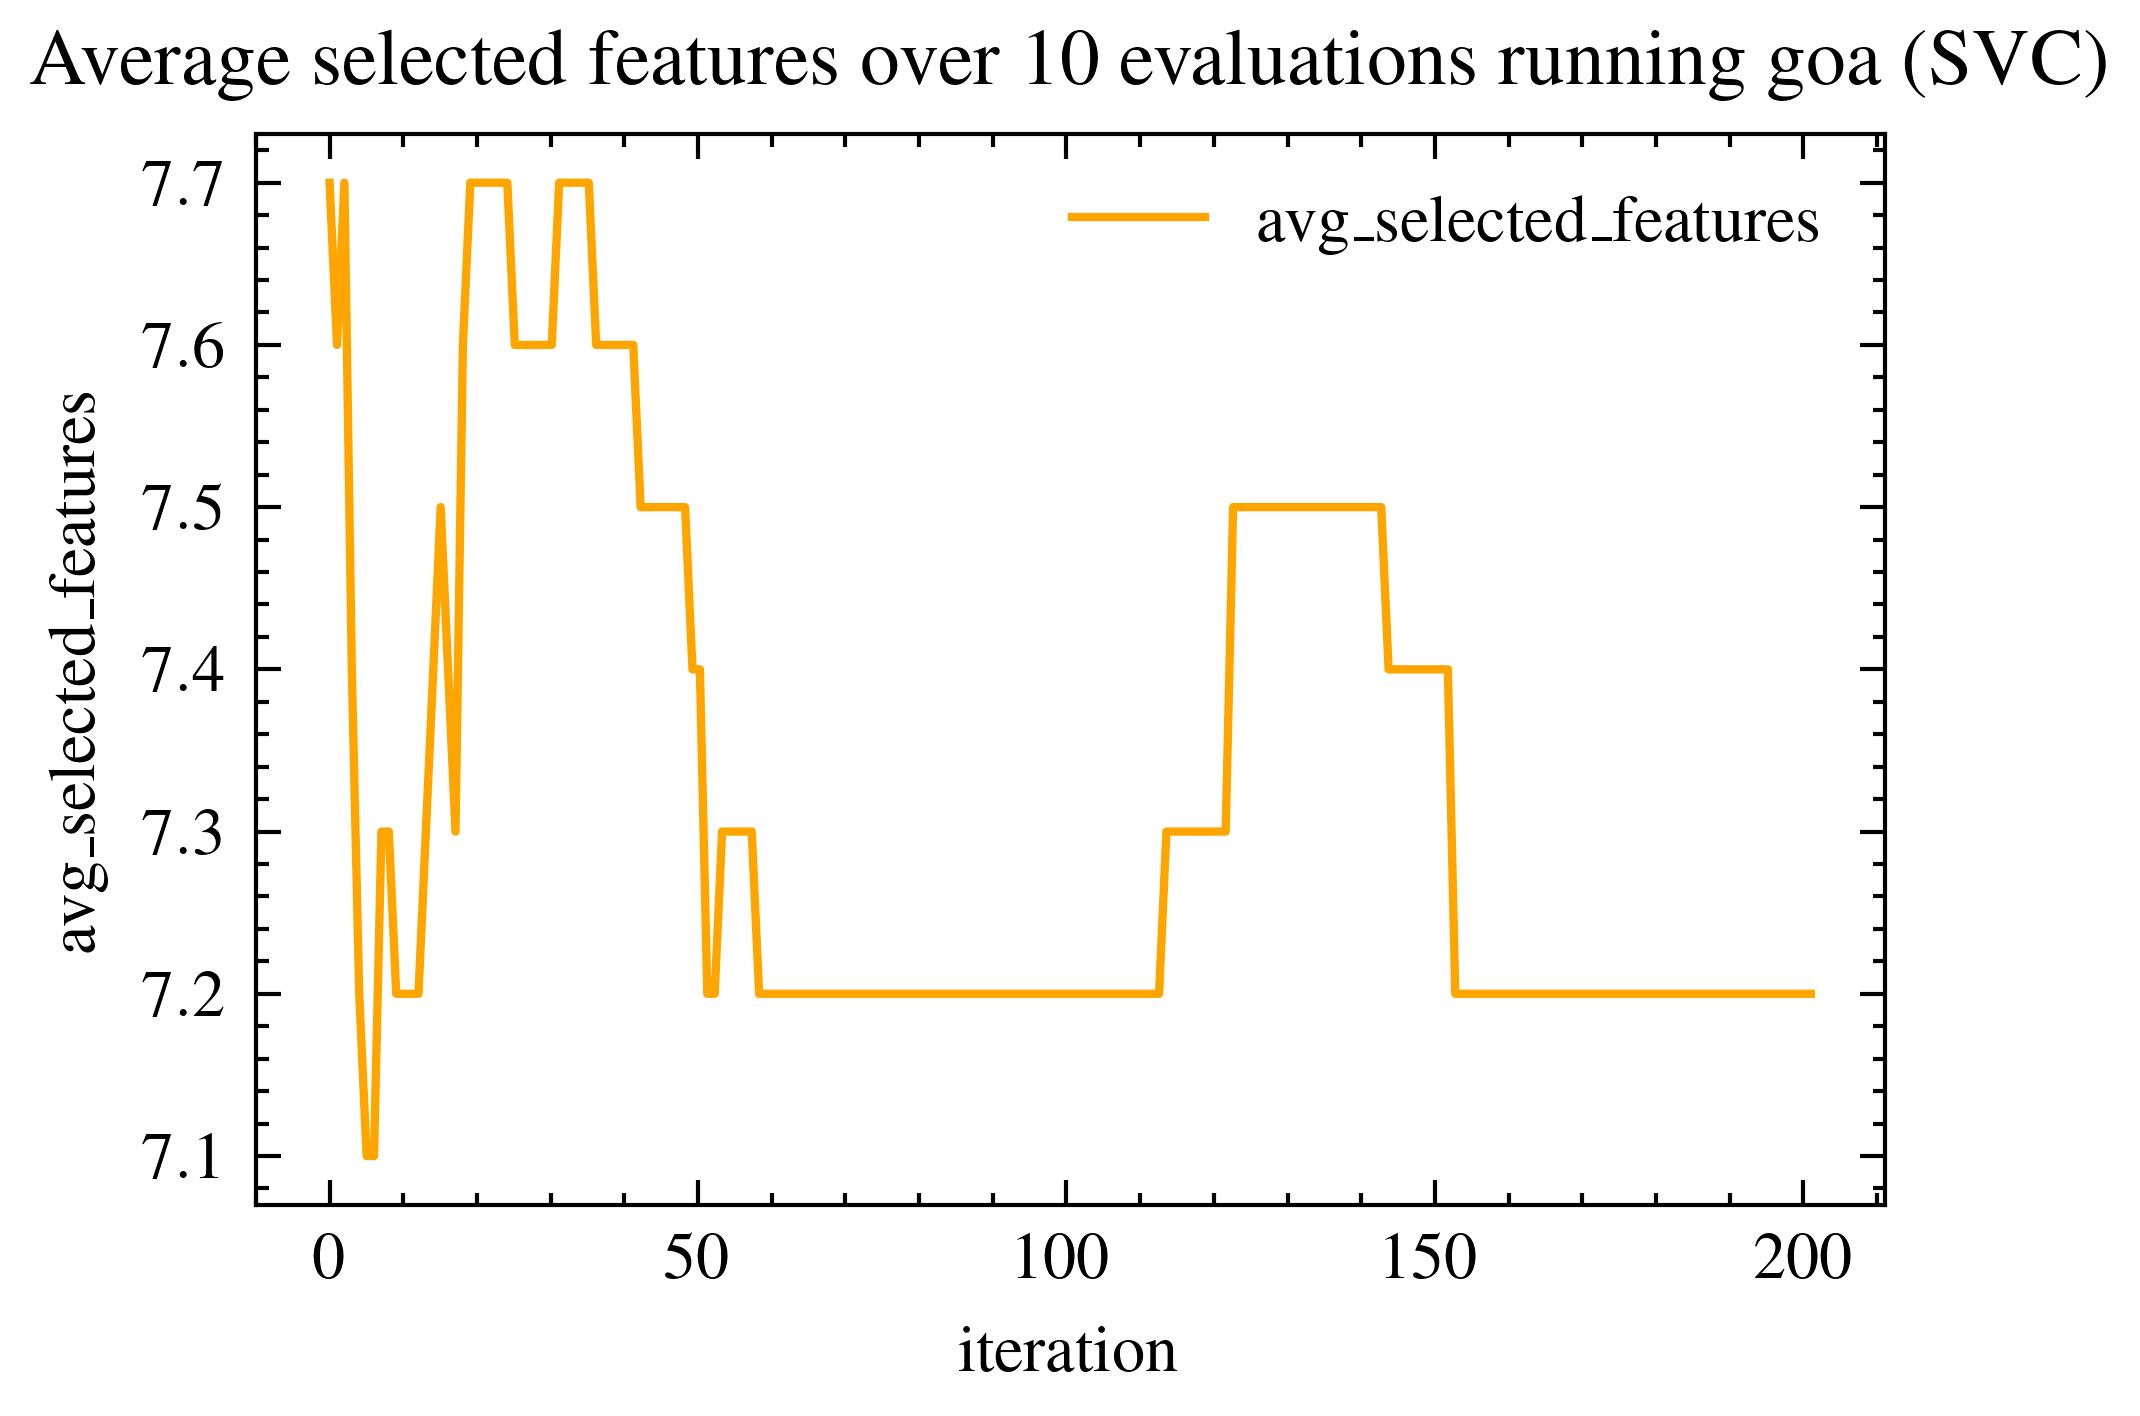 Average selected features over 10 evaluations running goa (SVC)
avg_selected_features
7.7
7.6
7.5
7.4
7.3
7.2
7.1
avg_selected_features
0 50 100 150 200
iteration